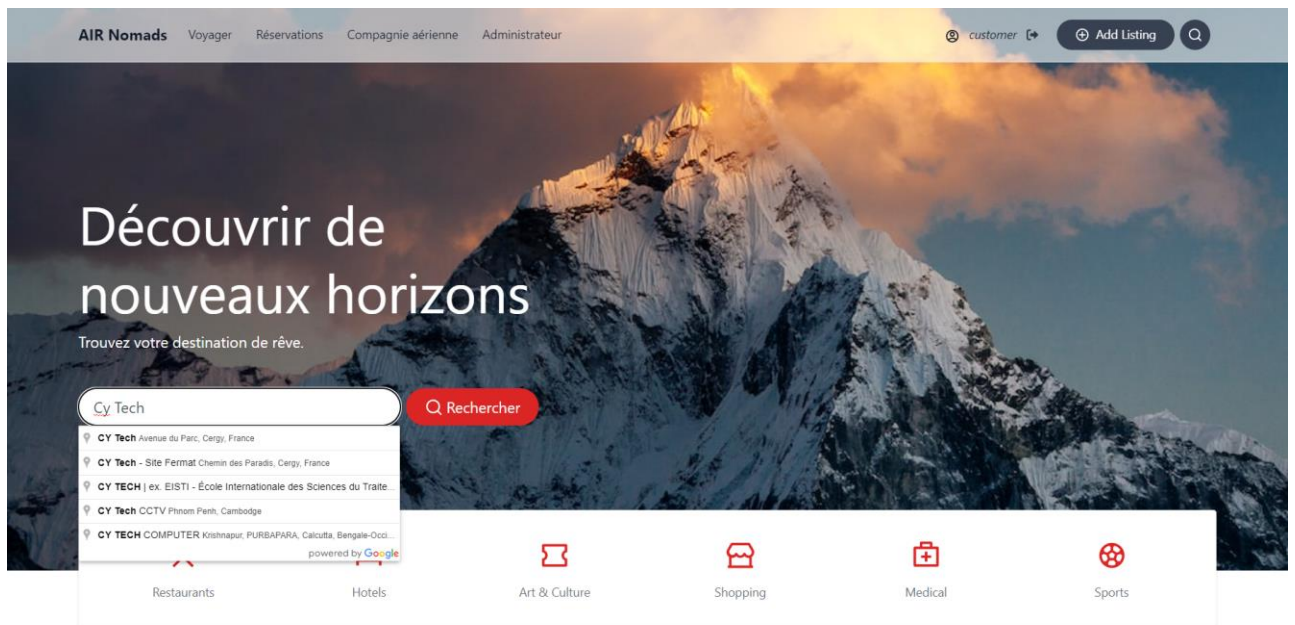 AIR Nomads Voyager Réservations Compagnie aérienne Administrateur customer Add Listing
Découvrir de
nouveaux horizons
Trouvez votre destination de rêve.
Cy Tech Rechercher
CY Tech Avenue du Parc, Cergy, France
CY Tech - Site Fermat Chemin des Paradis, Cergy, France
CY TECH | ex. EISTI - École Internationale des Sciences du Traite...
CY Tech CCTV Phnom Penh, Cambodge
CY TECH COMPUTER Krishnapur, PURBAPARA, Calcutta, Bengale-Occi...
powered by Google
Restaurants Hotels Art & Culture Shopping Medical Sports